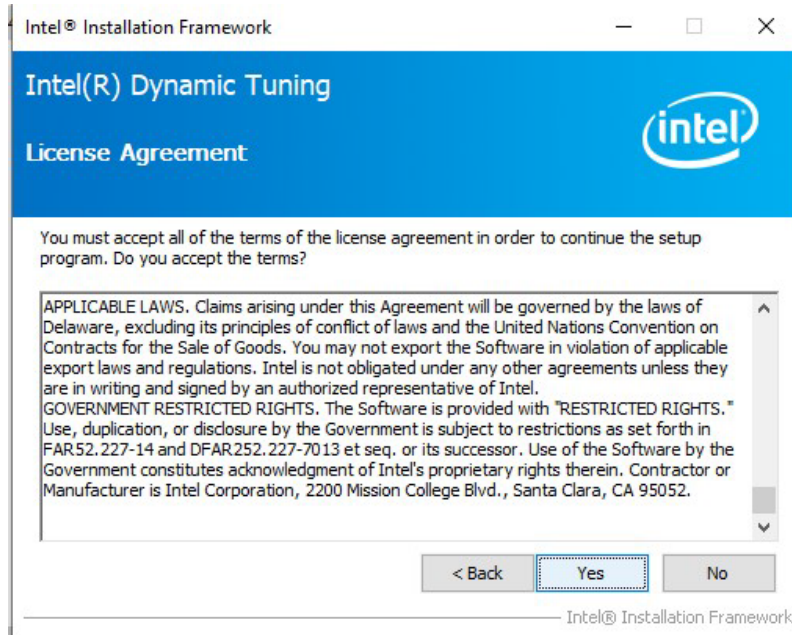 Intel® Installation Framework
Intel(R) Dynamic Tuning
License Agreement
intel
You must accept all of the terms of the license agreement in order to continue the setup
program. Do you accept the terms?
APPLICABLE LAWS. Claims arising under this Agreement will be governed by the laws of
Delaware, excluding its principles of conflict of laws and the United Nations Convention on
Contracts for the Sale of Goods. You may not export the Software in violation of applicable
export laws and regulations. Intel is not obligated under any other agreements unless they
are in writing and signed by an authorized representative of Intel.
GOVERNMENT RESTRICTED RIGHTS. The Software is provided with "RESTRICTED RIGHTS."
Use, duplication, or disclosure by the Government is subject to restrictions as set forth in
FAR52.227-14 and DFAR252.227-7013 et seq. or its successor. Use of the Software by the
Government constitutes acknowledgment of Intel's proprietary rights therein. Contractor or
Manufacturer is Intel Corporation, 2200 Mission College Blvd., Santa Clara, CA 95052.
< Back Yes No
Intel® Installation Framework